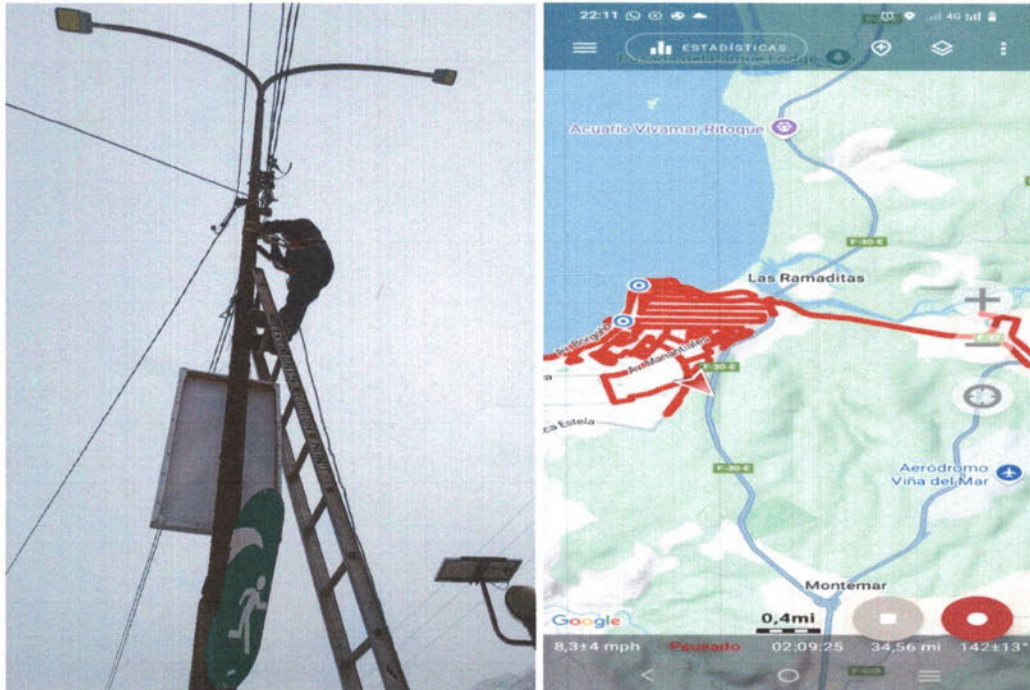 22:11
4G
ESTADÍSTICAS
Acuario Vivamar Ritoque
F-30-E
Las Ramaditas
Av. Manantiales
F-30-E
F-30-E
Aeródromo
Viña del Mar
Montemar
Google
0,4mi
8,3±4 mph Pausado 02:09:25 34,56 mi 142±13°